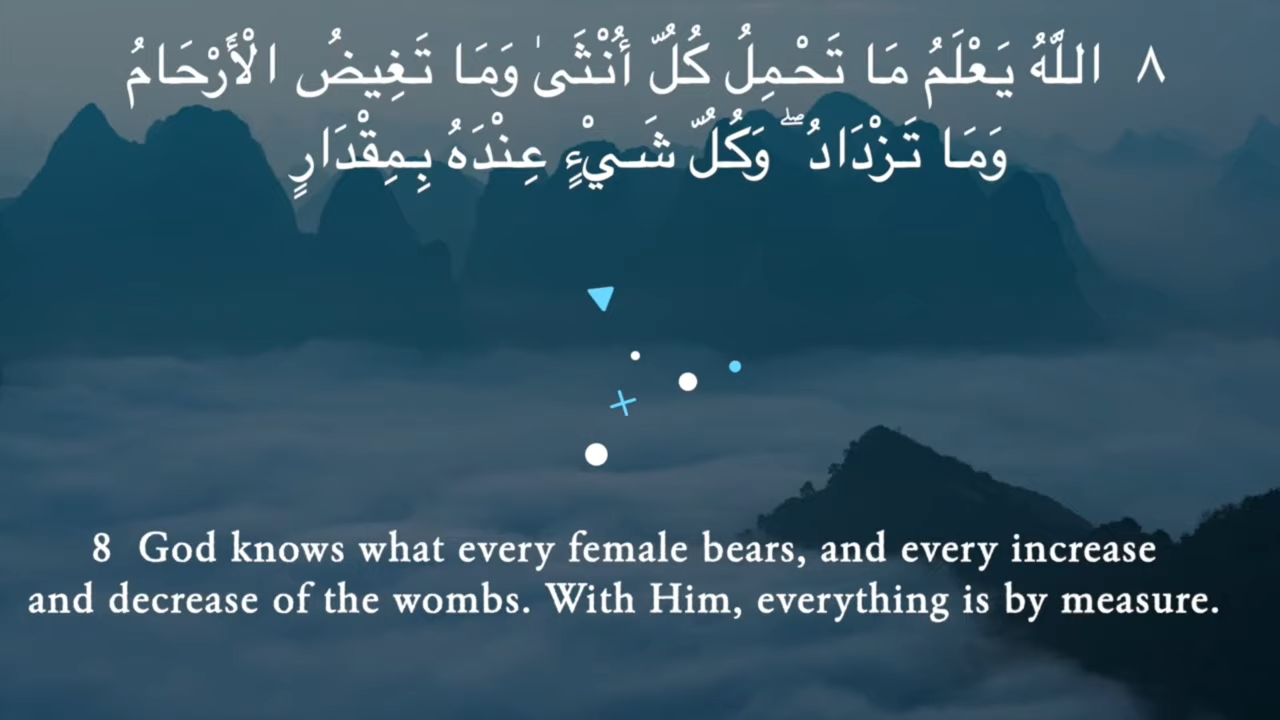 ٨ اللَّهُ يَعْلَمُ مَا تَحْمِلُ كُلُّ أُنْثَىٰ وَمَا تَغِيضُ الْأَرْحَامُ
وَمَا تَزْدَادُ ۖ وَكُلُّ شَيْءٍ عِنْدَهُ بِمِقْدَارٍ
8 God knows what every female bears, and every increase
and decrease of the wombs. With Him, everything is by measure.